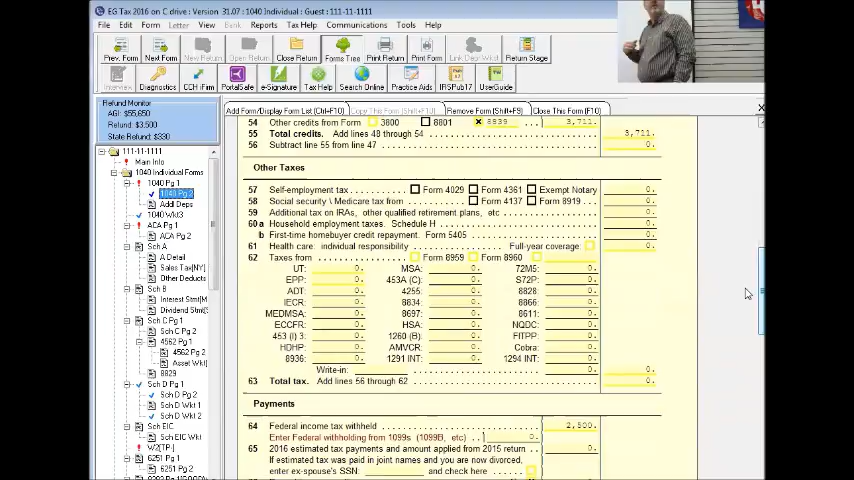 EG Tax 2016 on C drive : Version : 31.07 : 1040 Individual : Guest : 111-11-1111
File Edit Form Letter View Bank Reports Tax Help Communications Tools Help
Prev. Form Next Form New Return Open Return Close Return Forms Tree Print Return Print Form Link Dep Wkst Return Stage
Interview Diagnostics CCH iFirm PortalSafe e-Signature Tax Help Search Online Practice Aids IRSPub17 UserGuide
Refund Monitor
AGI: $55,650
Refund: $3,500
State Refund: $330
Add Form/Display Form List (Ctrl+F10) Copy This Form (Shift+F10) Remove Form (Shift+F9) Close This Form (F10)
111-11-1111
Main Info
1040 Individual Forms
1040 Pg 1
1040 Pg 2
Addl Deps
1040 Wkt3
ACA Pg 1
ACA Pg 2
Sch A
A Detail
Sales Tax[NY]
Other Deducts
Sch B
Interest Stmt[M
Dividend Stmt[M
Sch C Pg 1
Sch C Pg 2
4562 Pg 1
4562 Pg 2
Asset Wkt[
8829
Sch D Pg 1
Sch D Pg 2
Sch D Wkt 1
Sch D Wkt 2
Sch EIC
Sch EIC Wkt
W2[TP-]
6251 Pg 1
6251 Pg 2
54 Other credits from Form 3800 8801 x 8839 3,711.
55 Total credits. Add lines 48 through 54 3,711.
56 Subtract line 55 from line 47 0.
Other Taxes
57 Self-employment tax Form 4029 Form 4361 Exempt Notary 0.
58 Social security \ Medicare tax from Form 4137 Form 8919 0.
59 Additional tax on IRAs, other qualified retirement plans, etc 0.
60 a Household employment taxes. Schedule H 0.
b First-time homebuyer credit repayment. Form 5405 0.
61 Health care: individual responsibility Full-year coverage: 0.
62 Taxes from Form 8959 Form 8960
UT: 0. MSA: 0. 72M5: 0.
EPP: 0. 453A (C): 0. S72P: 0.
ADT: 0. 4255: 0. 8828: 0.
IECR: 0. 8834: 0. 8866: 0.
MEDMSA: 0. 8697: 0. 8611: 0.
ECCFR: 0. HSA: 0. NQDC: 0.
453 (l) 3: 0. 1260 (B): 0. FITPP: 0.
HDHP: 0. AMVCR: 0. Cobra: 0.
8936: 0. 1291 INT: 0. 1294 INT: 0.
Write-in: 0. 0.
63 Total tax. Add lines 56 through 62 0.
Payments
64 Federal income tax withheld 2,500.
Enter Federal withholding from 1099s (1099B, etc) 0.
65 2016 estimated tax payments and amount applied from 2015 return 0.
If estimated tax was paid in joint names and you are now divorced,
enter ex-spouse's SSN: and check here